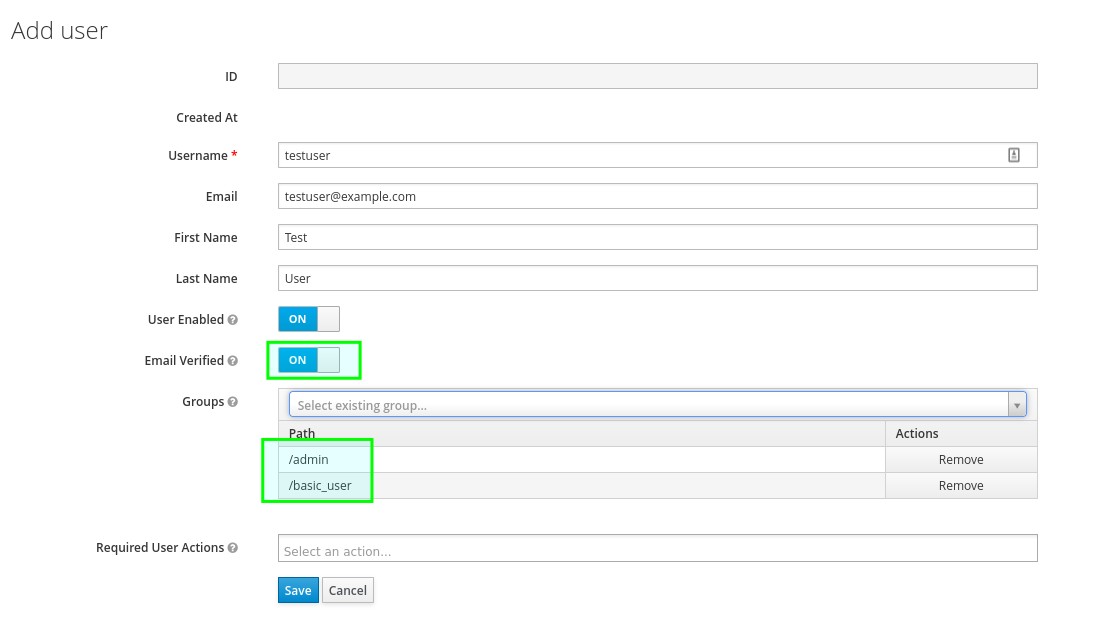 Add user
ID
Created At
Username * testuser
Email testuser@example.com
First Name Test
Last Name User
User Enabled ON
Email Verified ON
Groups Select existing group...
Path Actions
/admin Remove
/basic_user Remove
Required User Actions Select an action...
Save Cancel